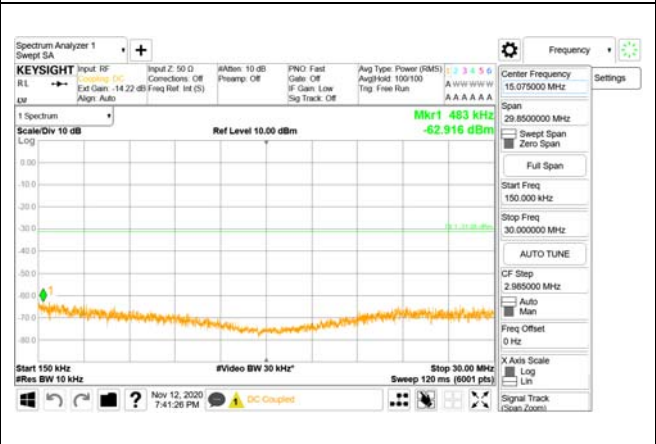 Spectrum Analyzer 1
Swept SA
Frequency
KEYSIGHT
RL
Input: RF
Coupling: DC
Ext Gain: -14.22 dB
Align: Auto
Input Z: 50 Ω
Corrections: Off
Freq Ref: Int (S)
#Atten: 10 dB
Preamp: Off
PNO: Fast
Gate: Off
IF Gain: Low
Sig Track: Off
Avg Type: Power (RMS)
Avg|Hold: 100/100
Trig: Free Run
1 2 3 4 5 6
A W W W W W
A A A A A A
Center Frequency
15.075000 MHz
Settings
Span
29.8500000 MHz
Swept Span
Zero Span
Full Span
Start Freq
150.000 kHz
Stop Freq
30.000000 MHz
AUTO TUNE
CF Step
2.985000 MHz
Auto
Man
Freq Offset
0 Hz
X Axis Scale
Log
Lin
Signal Track
(Span Zoom)
1 Spectrum
Scale/Div 10 dB
Log
Ref Level 10.00 dBm
Mkr1 483 kHz
-62.916 dBm
0.00
-10.0
-20.0
-30.0
-40.0
-50.0
-60.0
-70.0
-80.0
1
Start 150 kHz
#Res BW 10 kHz
#Video BW 30 kHz*
Stop 30.00 MHz
Sweep 120 ms (6001 pts)
?
Nov 12, 2020
7:41:26 PM
1
DC Coupled